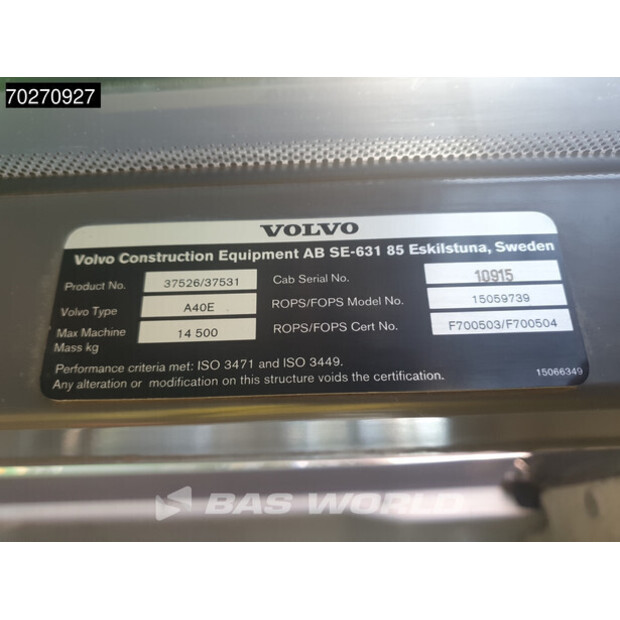 70270927
VOLVO
Volvo Construction Equipment AB SE-631 85 Eskilstuna, Sweden
Product No. 37526/37531 Cab Serial No. 10915
Volvo Type A40E ROPS/FOPS Model No. 15059739
Max Machine Mass kg 14 500 ROPS/FOPS Cert No. F700503/F700504
Performance criteria met: ISO 3471 and ISO 3449.
Any alteration or modification on this structure voids the certification. 15066349
BAS WORLD